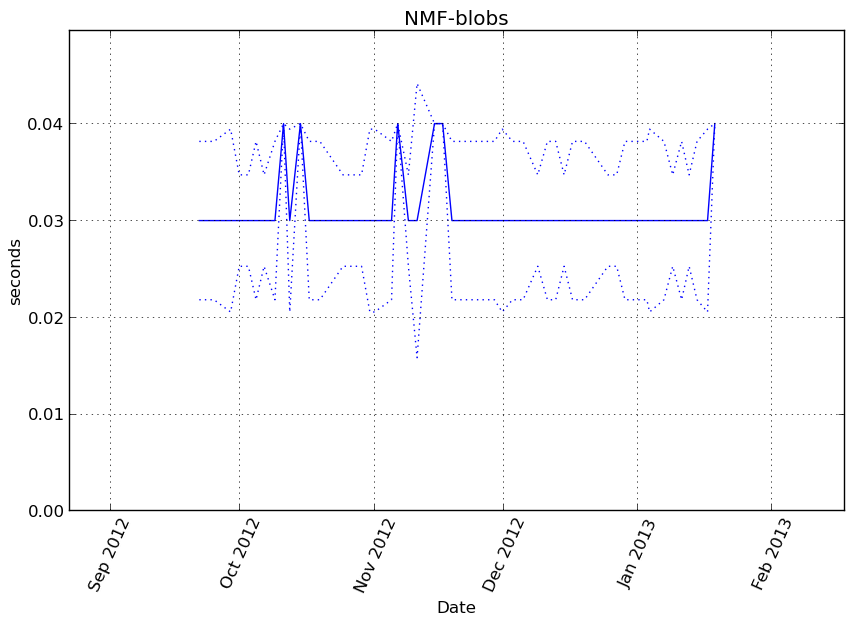 NMF-blobs
0.04
0.03
0.02
0.01
0.00
seconds
Sep 2012
Oct 2012
Nov 2012
Dec 2012
Jan 2013
Feb 2013
Date